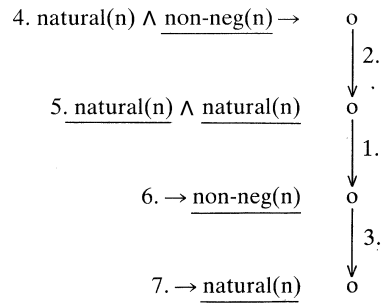 4. natural(n) ∧ non-neg(n) → o
2.
5. natural(n) ∧ natural(n) o
1.
6. → non-neg(n) o
3.
7. → natural(n) o